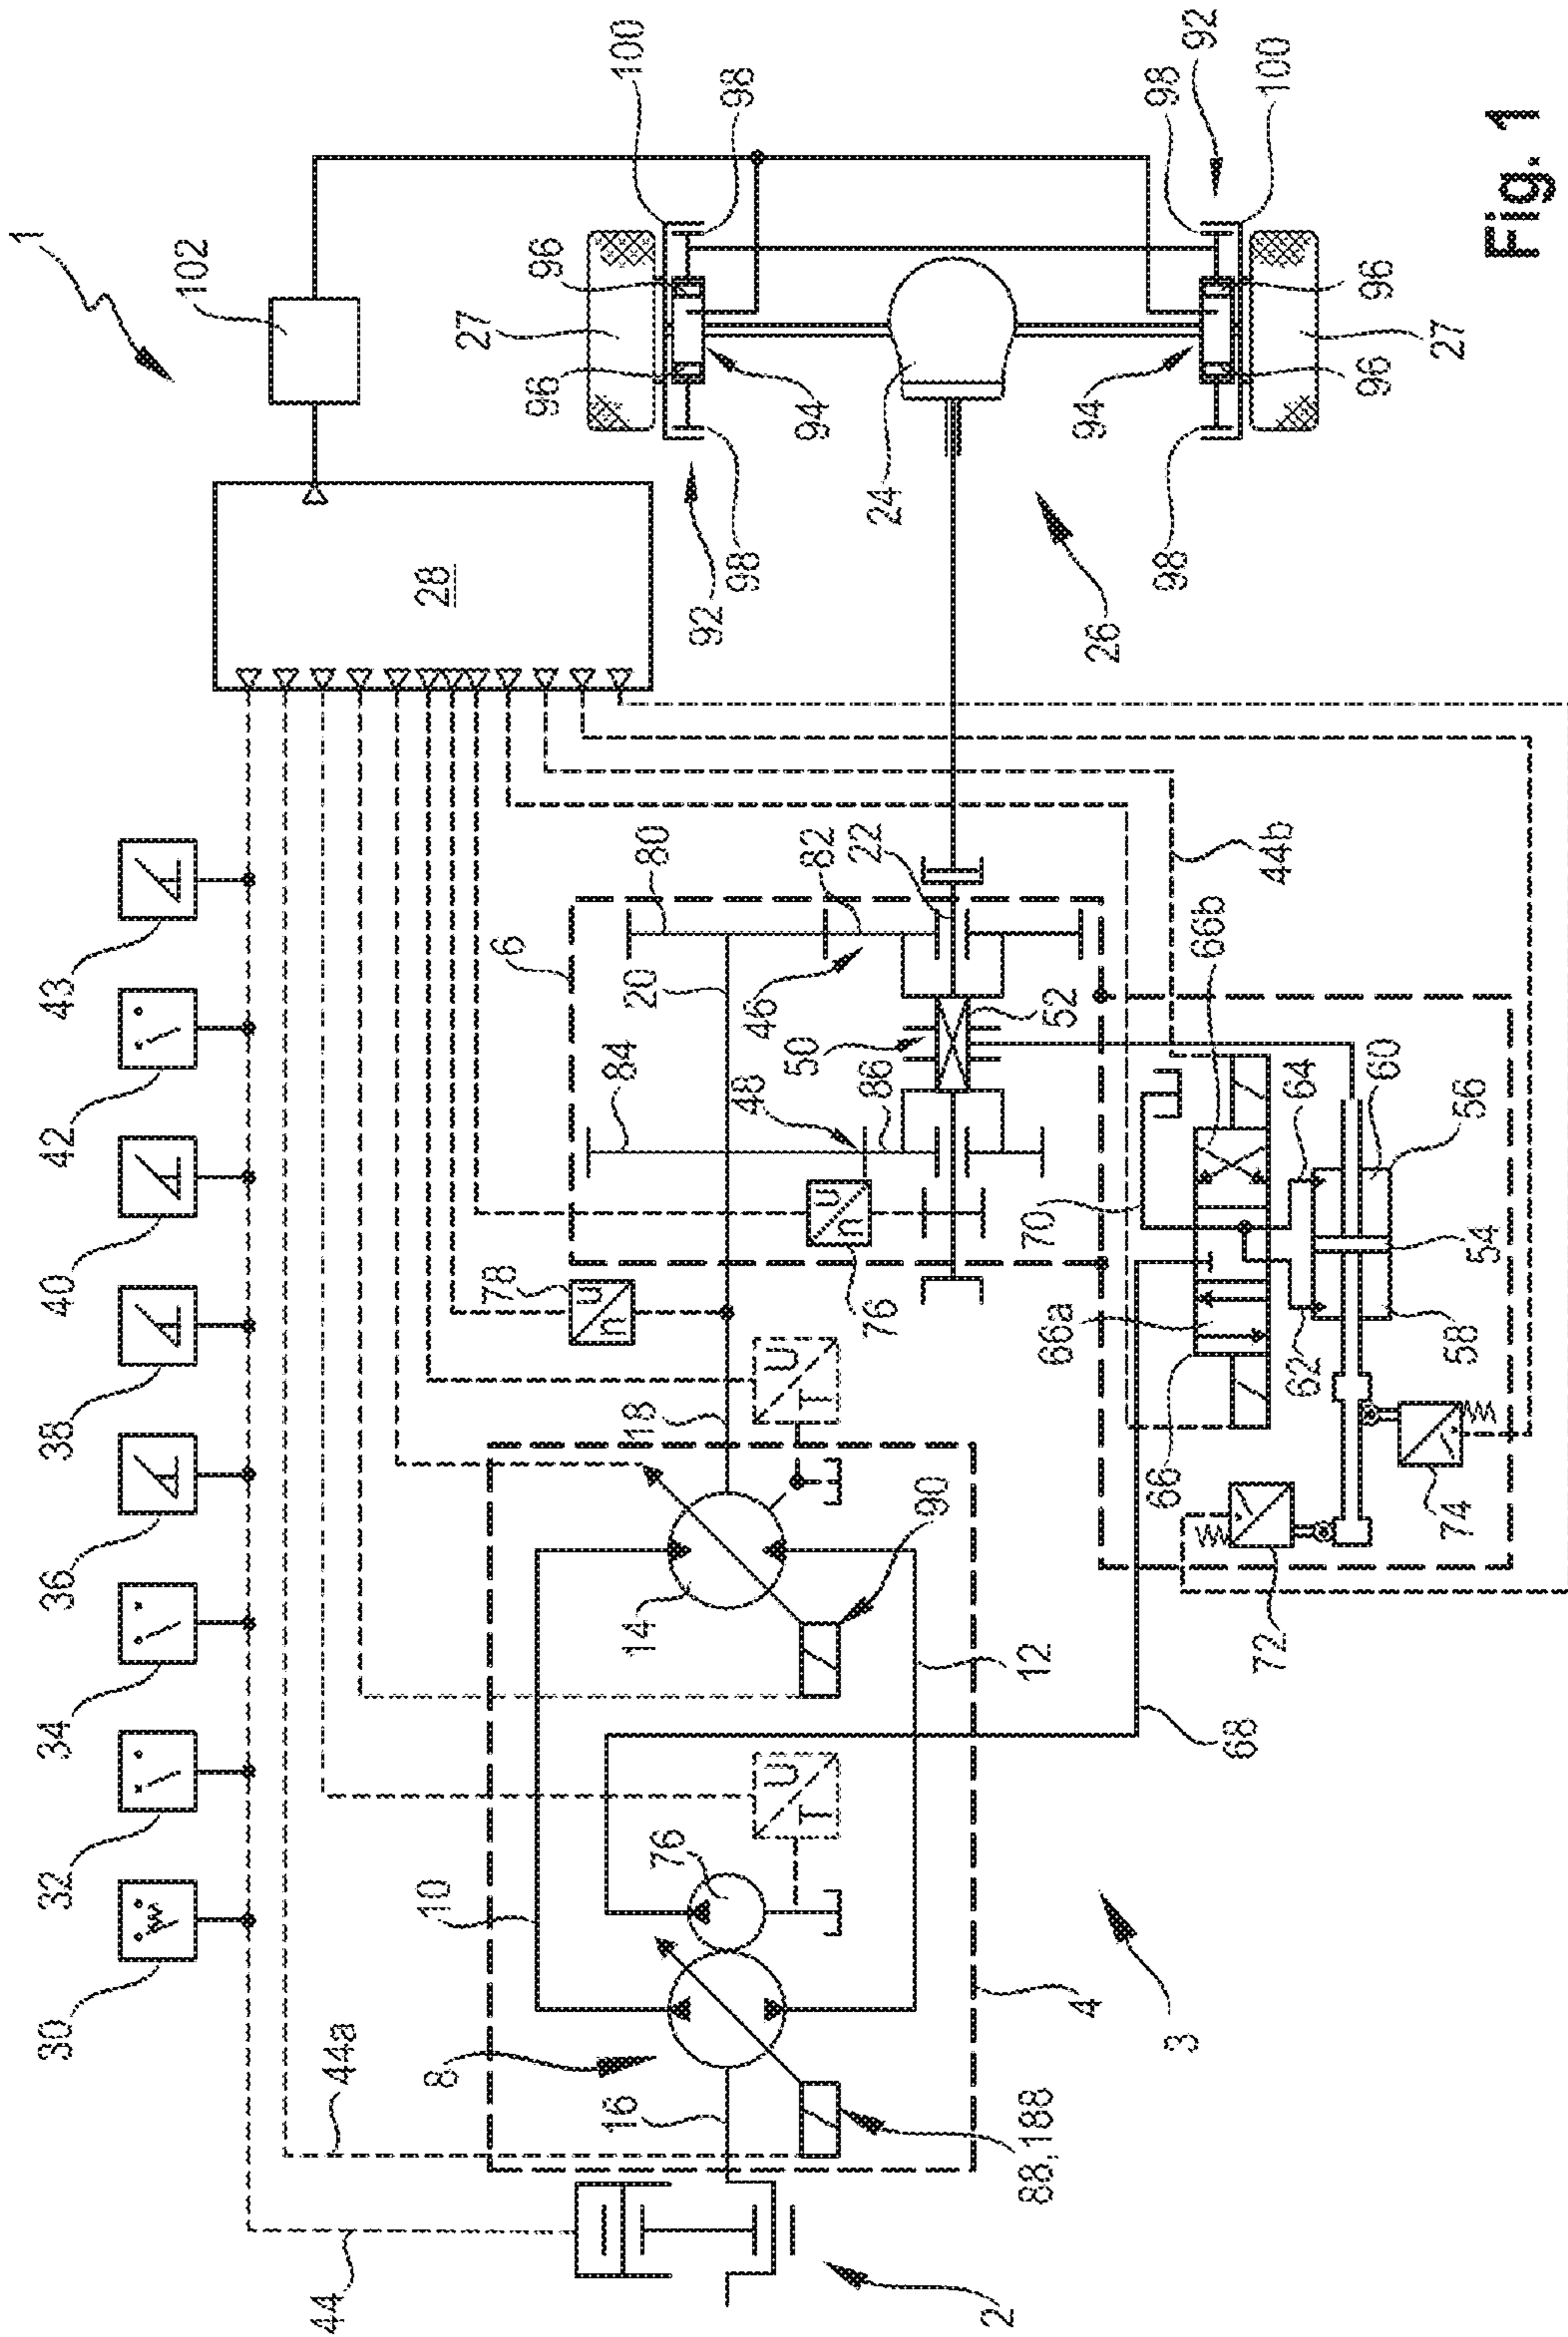 1
30 32 34 36 38 40 42 43
102
44 44a
8 10 28
78 6 27
U
n
96 96
16 14 18 84 20 80 100
76 92 98 98
48 46
U
T
U
T
50 82 94
U
n
76 86 22 24
90
2 88,188 12 52
66a 70 26 94
4 66 98 98
3 68 66b 92
72 62 64 44b 100
96 96
74 58 54 60 56 27
Fig. 1